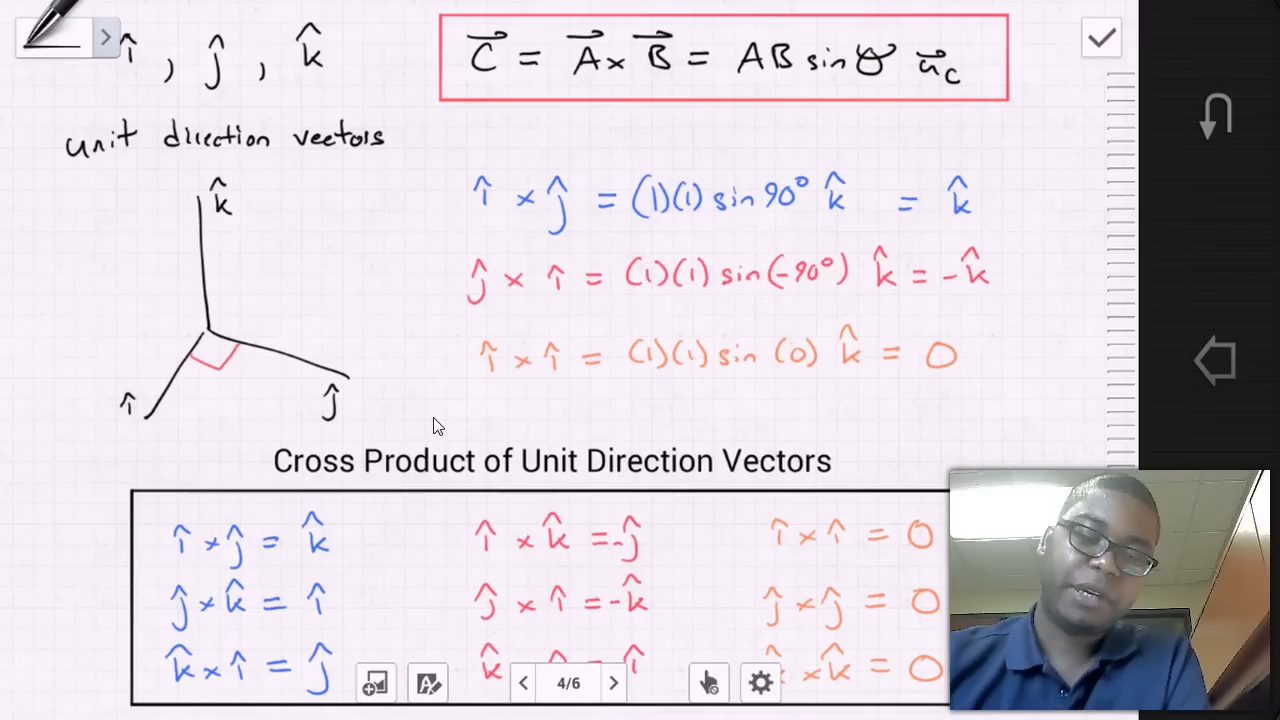 î , ĵ , k̂
C⃗ = A⃗ x B⃗ = AB sin θ u⃗c
unit direction vectors
k̂
î
ĵ
î x ĵ = (1)(1) sin 90° k̂ = k̂
ĵ x î = (1)(1) sin(-90°) k̂ = -k̂
î x î = (1)(1) sin (0) k̂ = 0
Cross Product of Unit Direction Vectors
î x ĵ = k̂
î x k̂ = -ĵ
î x î = 0
ĵ x k̂ = î
ĵ x î = -k̂
ĵ x ĵ = 0
k̂ x î = ĵ
k̂
î
x k̂ = 0
4/6